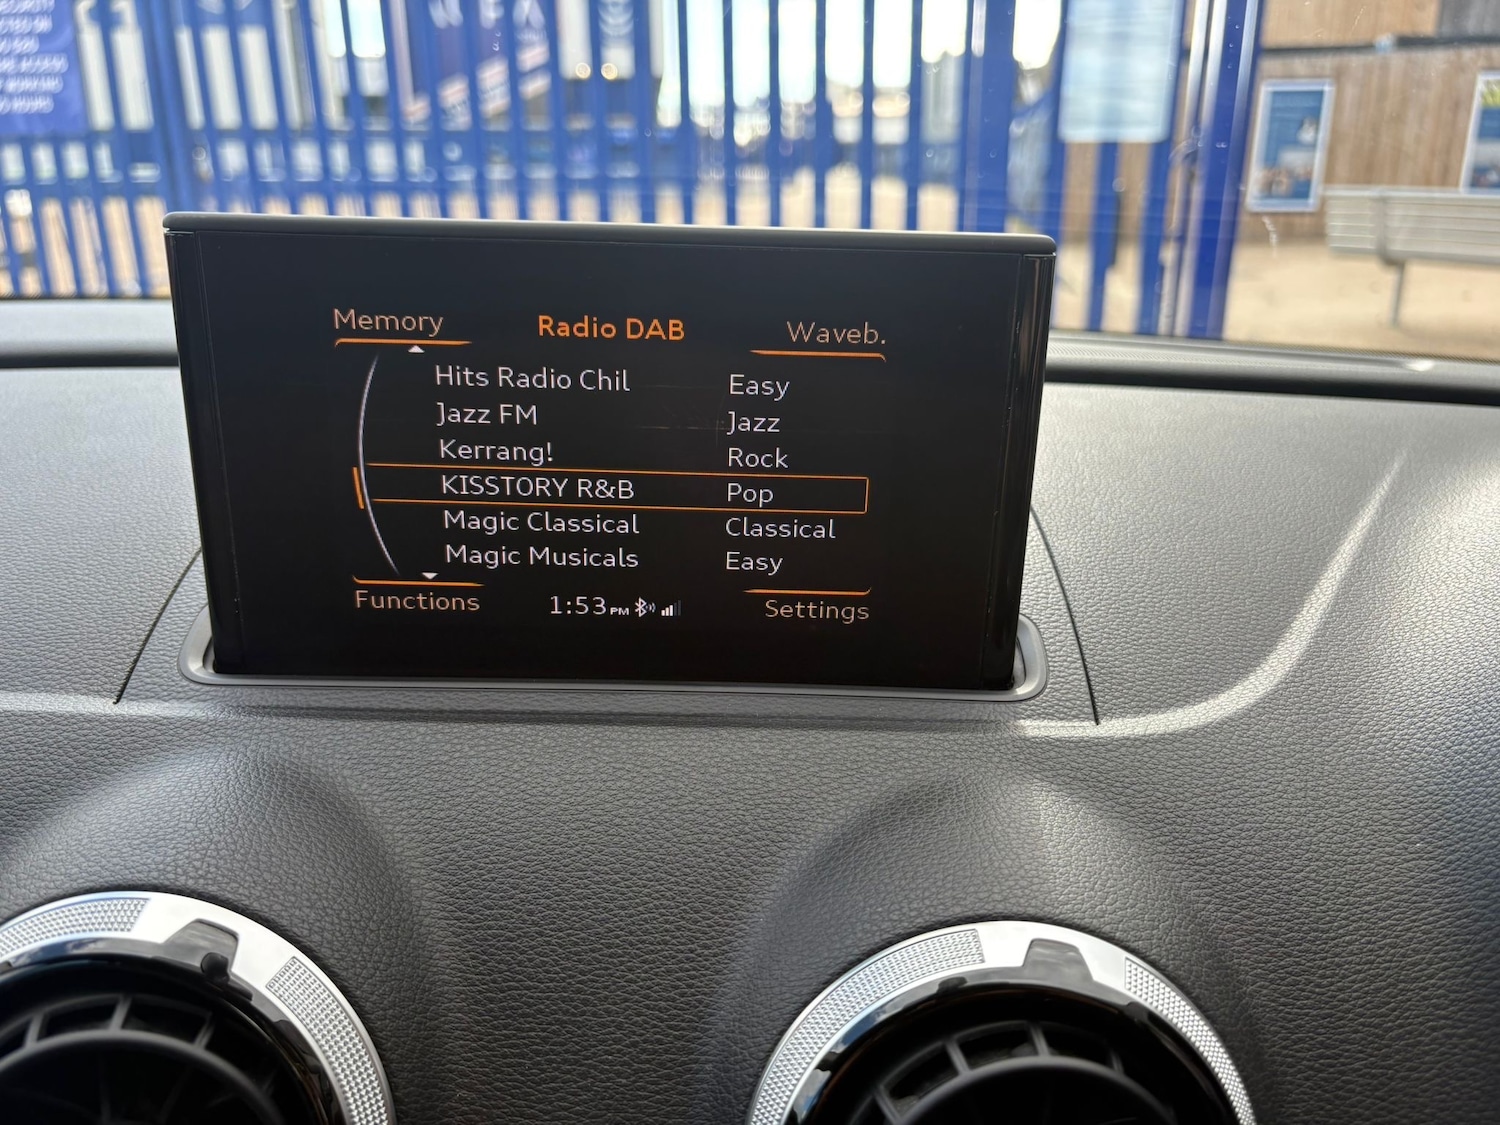 Memory Radio DAB Waveb.
Hits Radio Chil Easy
Jazz FM Jazz
Kerrang! Rock
KISSTORY R&B Pop
Magic Classical Classical
Magic Musicals Easy
Functions 1:53 PM Settings